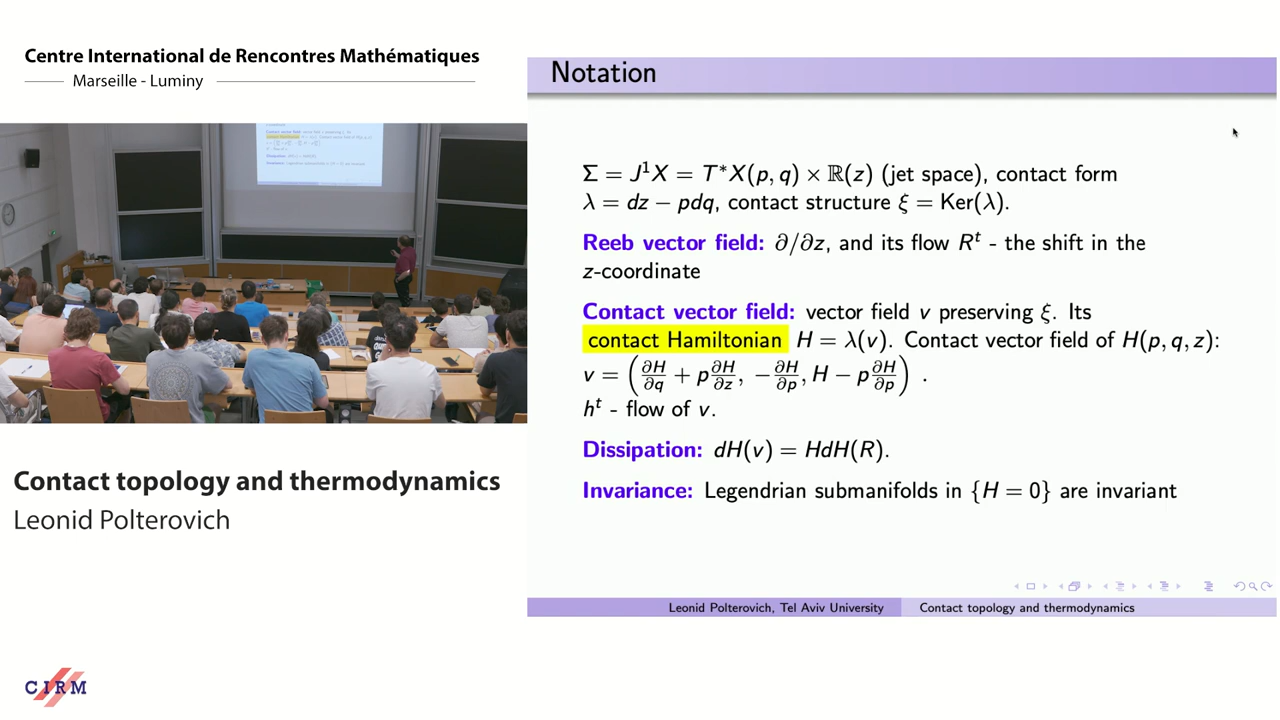 Centre International de Rencontres Mathématiques
Marseille - Luminy
Notation
Σ = J¹X = T*X(p, q) × ℝ(z) (jet space), contact form
λ = dz − pdq, contact structure ξ = Ker(λ).
Reeb vector field: ∂/∂z, and its flow Rᵗ - the shift in the
z-coordinate
Contact vector field: vector field v preserving ξ. Its
contact Hamiltonian H = λ(v). Contact vector field of H(p, q, z):
v = (∂H/∂q + p∂H/∂z, −∂H/∂p, H − p∂H/∂p) .
hᵗ - flow of v.
Dissipation: dH(v) = HdH(R).
Invariance: Legendrian submanifolds in {H = 0} are invariant
Leonid Polterovich, Tel Aviv University
Contact topology and thermodynamics
Contact topology and thermodynamics
Leonid Polterovich
CIRM